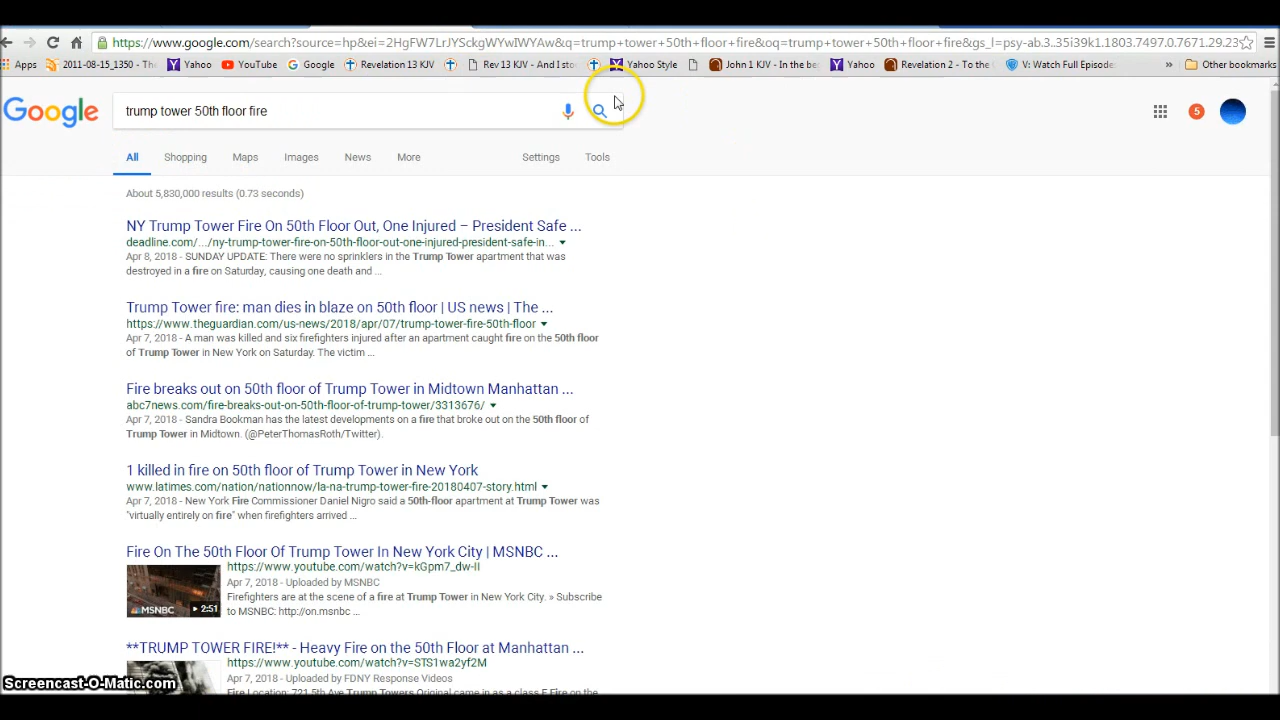 https://www.google.com/search?source=hp&ei=2HgFW7LrJYSckgWYwIWYAw&q=trump+tower+50th+floor+fire&oq=trump+tower+50th+floor+fire&gs_l=psy-ab.3.35i39k1.1803.7497.0.7671.29.23
Apps 2011-08-15_1350 - Th Yahoo YouTube Google Revelation 13 KJV Rev 13 KJV - And I sto Yahoo Style John 1 KJV - In the be Yahoo Revelation 2 - To the V: Watch Full Episode: » Other bookmarks
Google trump tower 50th floor fire 5
All Shopping Maps Images News More Settings Tools
About 5,830,000 results (0.73 seconds)
NY Trump Tower Fire On 50th Floor Out, One Injured – President Safe ...
deadline.com/.../ny-trump-tower-fire-on-50th-floor-out-one-injured-president-safe-in...
Apr 8, 2018 - SUNDAY UPDATE: There were no sprinklers in the Trump Tower apartment that was
destroyed in a fire on Saturday, causing one death and ...
Trump Tower fire: man dies in blaze on 50th floor | US news | The ...
https://www.theguardian.com/us-news/2018/apr/07/trump-tower-fire-50th-floor
Apr 7, 2018 - A man was killed and six firefighters injured after an apartment caught fire on the 50th floor
of Trump Tower in New York on Saturday. The victim ...
Fire breaks out on 50th floor of Trump Tower in Midtown Manhattan ...
abc7news.com/fire-breaks-out-on-50th-floor-of-trump-tower/3313676/
Apr 7, 2018 - Sandra Bookman has the latest developments on a fire that broke out on the 50th floor of
Trump Tower in Midtown. (@PeterThomasRoth/Twitter).
1 killed in fire on 50th floor of Trump Tower in New York
www.latimes.com/nation/nationnow/la-na-trump-tower-fire-20180407-story.html
Apr 7, 2018 - New York Fire Commissioner Daniel Nigro said a 50th-floor apartment at Trump Tower was
"virtually entirely on fire" when firefighters arrived ...
Fire On The 50th Floor Of Trump Tower In New York City | MSNBC ...
https://www.youtube.com/watch?v=kGpm7_dw-II
Apr 7, 2018 - Uploaded by MSNBC
Firefighters are at the scene of a fire at Trump Tower in New York City. » Subscribe
to MSNBC: http://on.msnbc ...
MSNBC 2:51
**TRUMP TOWER FIRE!** - Heavy Fire on the 50th Floor at Manhattan ...
https://www.youtube.com/watch?v=STS1wa2yf2M
Apr 7, 2018 - Uploaded by FDNY Response Videos
Fire Location: 721 5th Ave Trump Towers Original came in as a class E Fire on the
Screencast-O-Matic.com